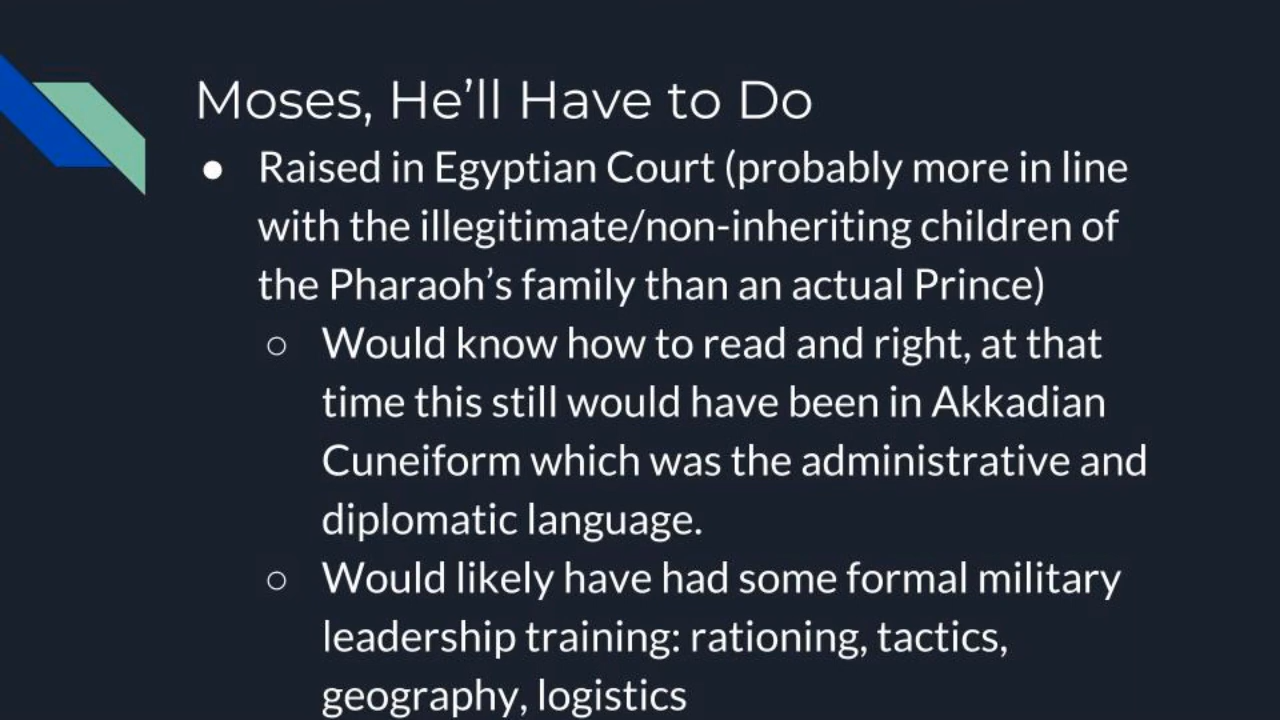 Moses, He’ll Have to Do
● Raised in Egyptian Court (probably more in line
with the illegitimate/non-inheriting children of
the Pharaoh’s family than an actual Prince)
○ Would know how to read and right, at that
time this still would have been in Akkadian
Cuneiform which was the administrative and
diplomatic language.
○ Would likely have had some formal military
leadership training: rationing, tactics,
geography, logistics